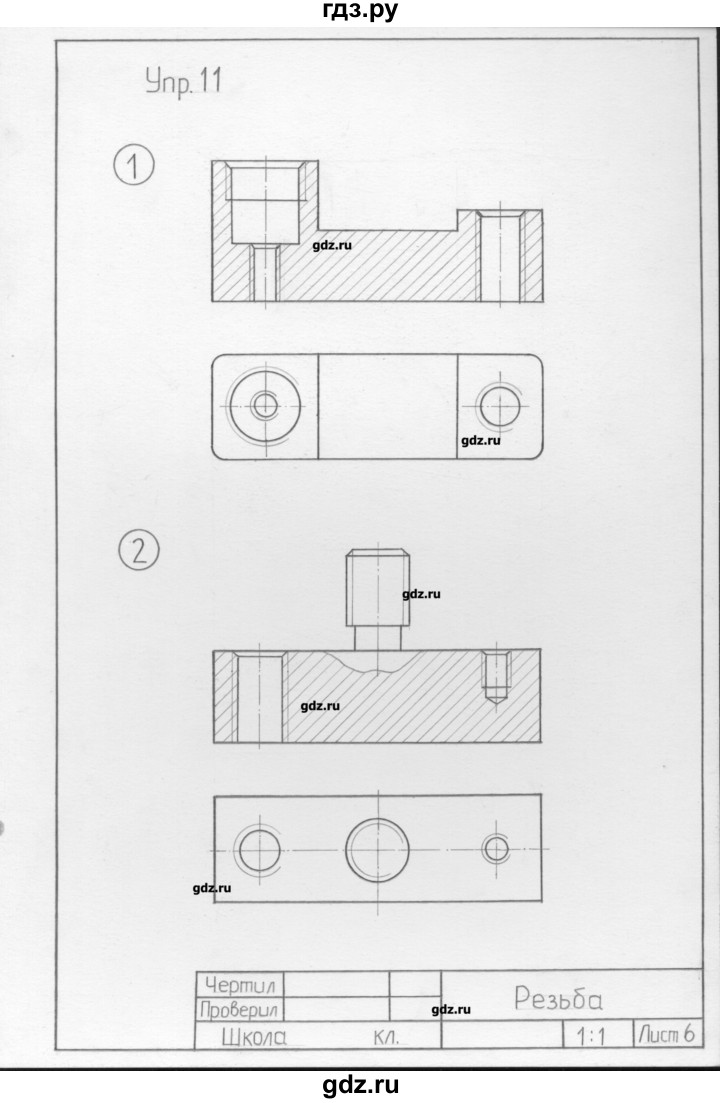 гдз.ру
Упр. 11
1
gdz.ru
gdz.ru
2
gdz.ru
gdz.ru
gdz.ru
Чертил
Проверил
gdz.ru
Резьба
Школа кл. 1:1 Лист 6
gdz.ru